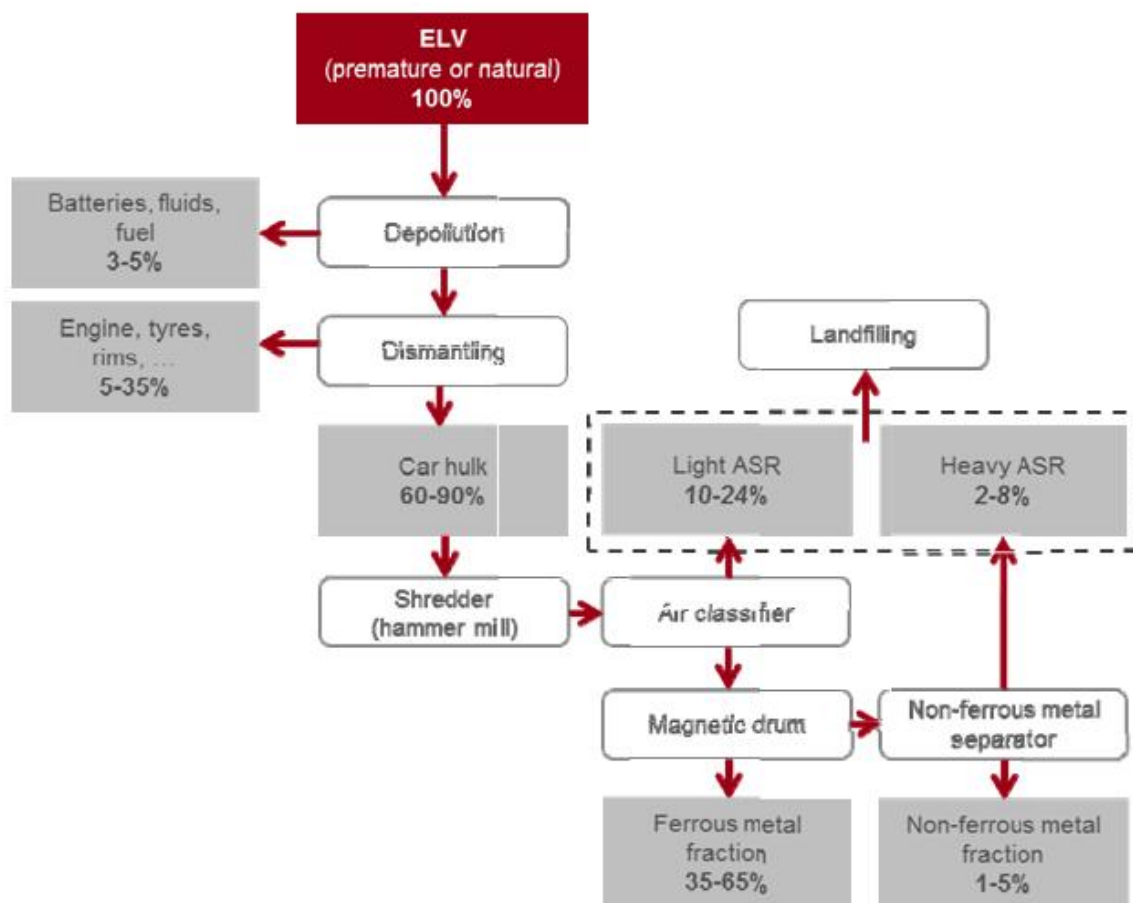 ELV
(premature or natural)
100%
Batteries, fluids,
fuel
3-5%
Depollution
Engine, tyres,
rims, ...
5-35%
Dismantling
Landfilling
Car hulk
60-90%
Light ASR
10-24%
Heavy ASR
2-8%
Shredder
(hammer mill)
Air classifier
Magnetic drum
Non-ferrous metal
separator
Ferrous metal
fraction
35-65%
Non-ferrous metal
fraction
1-5%